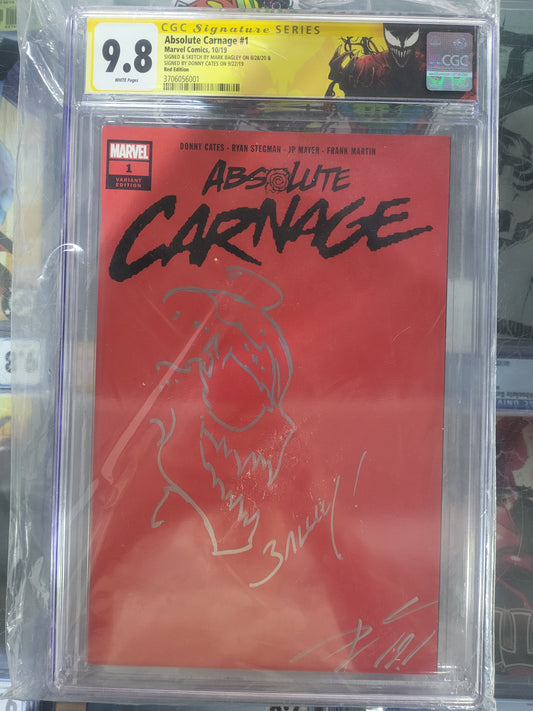 CGC Signature SERIES
9.8
WHITE Pages
Absolute Carnage #1
Marvel Comics, 10/19
SIGNED & SKETCH BY MARK BAGLEY ON 8/28/20 &
SIGNED BY DONNY CATES ON 9/22/19
Red Edition
3706056001
CGC
DONNY CATES · RYAN STEGMAN · JP MAYER · FRANK MARTIN
MARVEL
1
VARIANT
EDITION
ABSOLUTE
CARNAGE
BAGLEY!